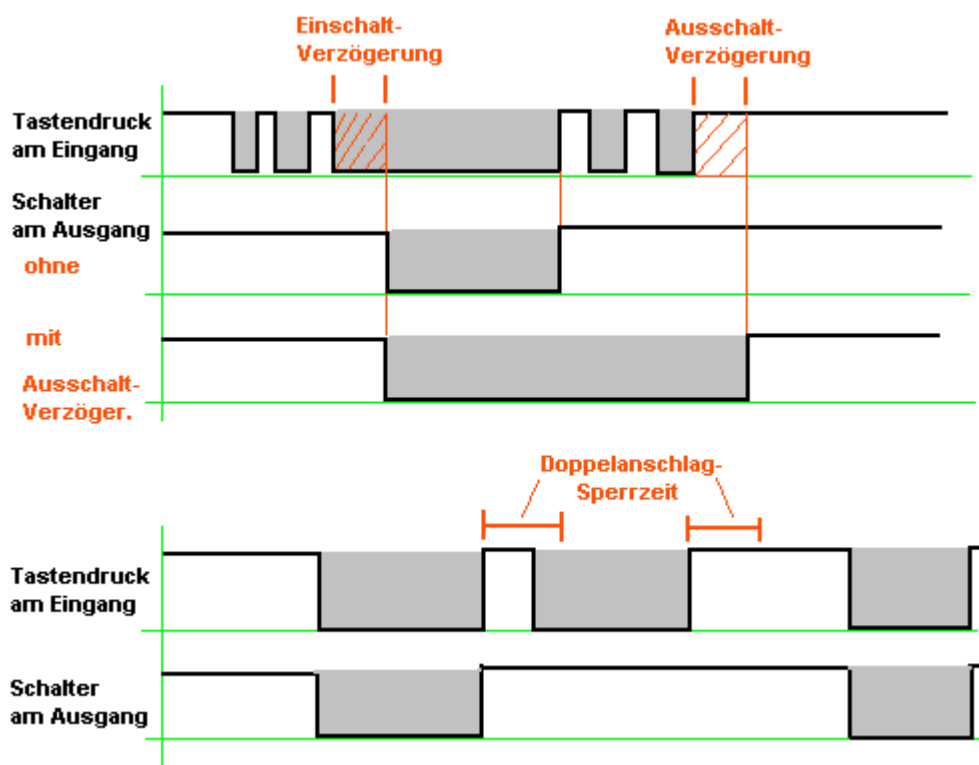 Einschalt-
Verzögerung
Ausschalt-
Verzögerung
Tastendruck
am Eingang
Schalter
am Ausgang
ohne
mit
Ausschalt-
Verzöger.
Doppelanschlag-
Sperrzeit
Tastendruck
am Eingang
Schalter
am Ausgang